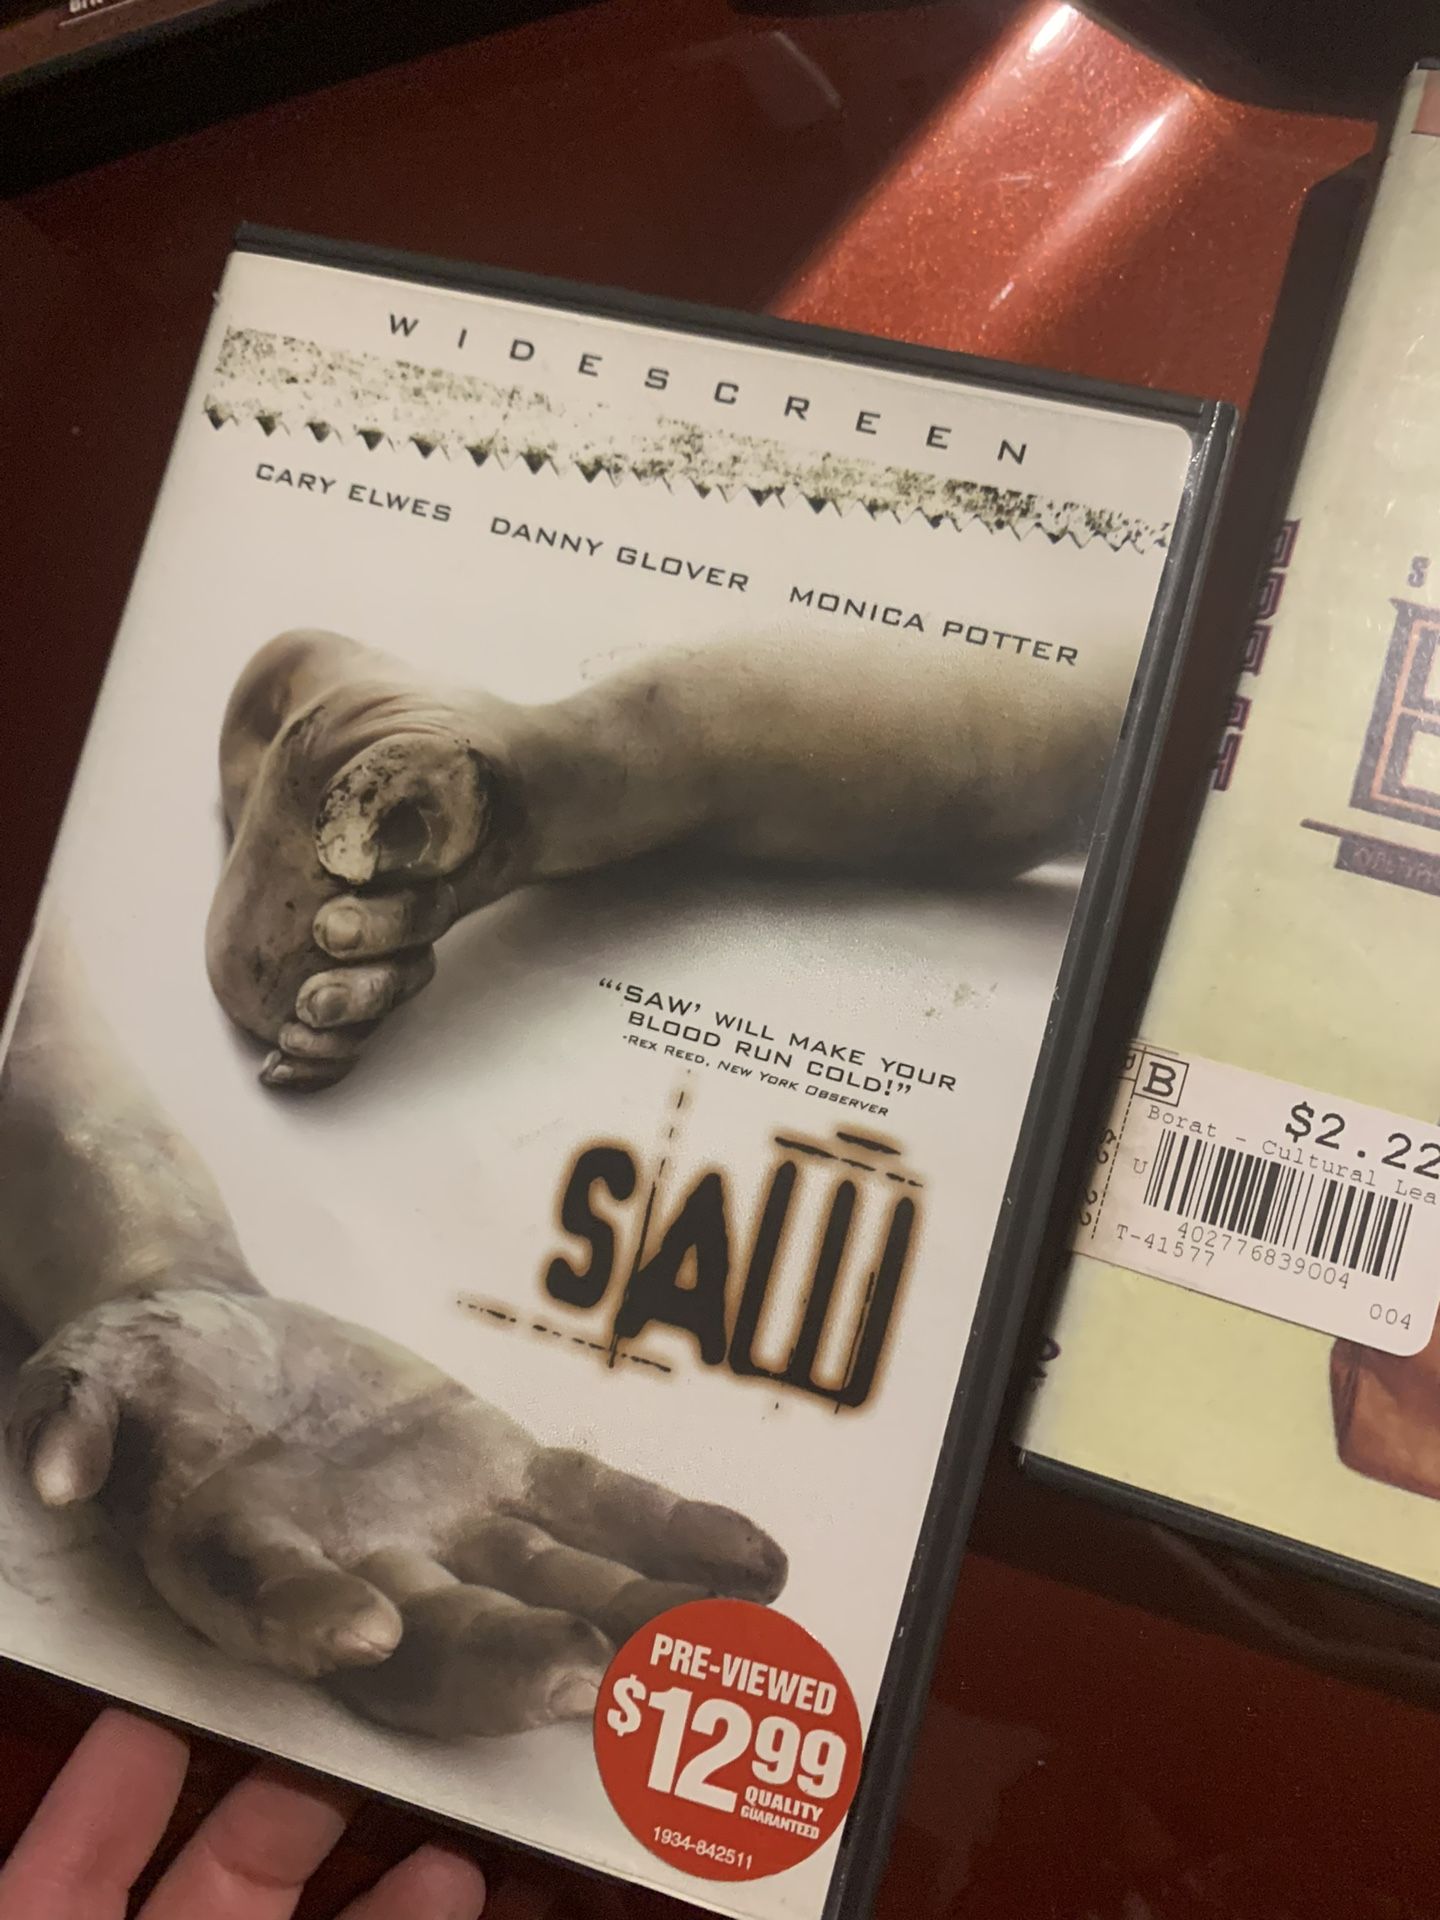 WIDESCREEN
CARY ELWES DANNY GLOVER MONICA POTTER
"'SAW' WILL MAKE YOUR
BLOOD RUN COLD!"
-REX REED, NEW YORK OBSERVER
SAW
PRE-VIEWED
$12.99
QUALITY
GUARANTEED
1934-842511
B
$2.22
Borat - Cultural Lea
U
402776839004
T-41577
004